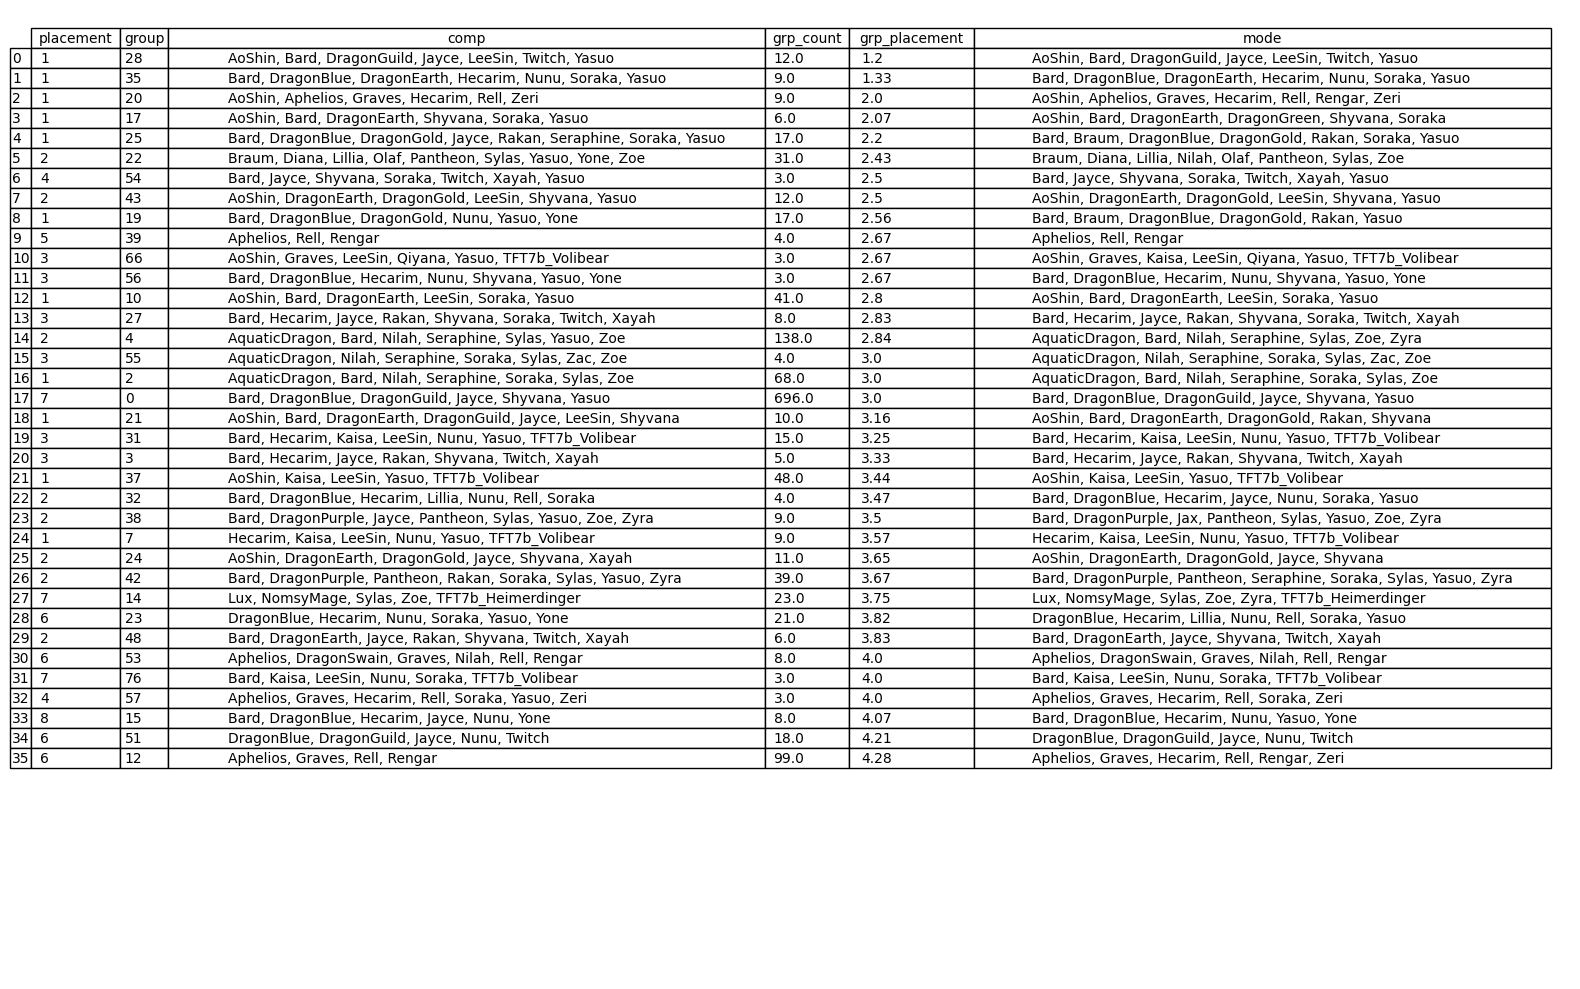 placement group comp grp_count grp_placement mode
0 1 28 AoShin, Bard, DragonGuild, Jayce, LeeSin, Twitch, Yasuo 12.0 1.2 AoShin, Bard, DragonGuild, Jayce, LeeSin, Twitch, Yasuo
1 1 35 Bard, DragonBlue, DragonEarth, Hecarim, Nunu, Soraka, Yasuo 9.0 1.33 Bard, DragonBlue, DragonEarth, Hecarim, Nunu, Soraka, Yasuo
2 1 20 AoShin, Aphelios, Graves, Hecarim, Rell, Zeri 9.0 2.0 AoShin, Aphelios, Graves, Hecarim, Rell, Rengar, Zeri
3 1 17 AoShin, Bard, DragonEarth, Shyvana, Soraka, Yasuo 6.0 2.07 AoShin, Bard, DragonEarth, DragonGreen, Shyvana, Soraka
4 1 25 Bard, DragonBlue, DragonGold, Jayce, Rakan, Seraphine, Soraka, Yasuo 17.0 2.2 Bard, Braum, DragonBlue, DragonGold, Rakan, Soraka, Yasuo
5 2 22 Braum, Diana, Lillia, Olaf, Pantheon, Sylas, Yasuo, Yone, Zoe 31.0 2.43 Braum, Diana, Lillia, Nilah, Olaf, Pantheon, Sylas, Zoe
6 4 54 Bard, Jayce, Shyvana, Soraka, Twitch, Xayah, Yasuo 3.0 2.5 Bard, Jayce, Shyvana, Soraka, Twitch, Xayah, Yasuo
7 2 43 AoShin, DragonEarth, DragonGold, LeeSin, Shyvana, Yasuo 12.0 2.5 AoShin, DragonEarth, DragonGold, LeeSin, Shyvana, Yasuo
8 1 19 Bard, DragonBlue, DragonGold, Nunu, Yasuo, Yone 17.0 2.56 Bard, Braum, DragonBlue, DragonGold, Rakan, Yasuo
9 5 39 Aphelios, Rell, Rengar 4.0 2.67 Aphelios, Rell, Rengar
10 3 66 AoShin, Graves, LeeSin, Qiyana, Yasuo, TFT7b_Volibear 3.0 2.67 AoShin, Graves, Kaisa, LeeSin, Qiyana, Yasuo, TFT7b_Volibear
11 3 56 Bard, DragonBlue, Hecarim, Nunu, Shyvana, Yasuo, Yone 3.0 2.67 Bard, DragonBlue, Hecarim, Nunu, Shyvana, Yasuo, Yone
12 1 10 AoShin, Bard, DragonEarth, LeeSin, Soraka, Yasuo 41.0 2.8 AoShin, Bard, DragonEarth, LeeSin, Soraka, Yasuo
13 3 27 Bard, Hecarim, Jayce, Rakan, Shyvana, Soraka, Twitch, Xayah 8.0 2.83 Bard, Hecarim, Jayce, Rakan, Shyvana, Soraka, Twitch, Xayah
14 2 4 AquaticDragon, Bard, Nilah, Seraphine, Sylas, Yasuo, Zoe 138.0 2.84 AquaticDragon, Bard, Nilah, Seraphine, Sylas, Zoe, Zyra
15 3 55 AquaticDragon, Nilah, Seraphine, Soraka, Sylas, Zac, Zoe 4.0 3.0 AquaticDragon, Nilah, Seraphine, Soraka, Sylas, Zac, Zoe
16 1 2 AquaticDragon, Bard, Nilah, Seraphine, Soraka, Sylas, Zoe 68.0 3.0 AquaticDragon, Bard, Nilah, Seraphine, Soraka, Sylas, Zoe
17 7 0 Bard, DragonBlue, DragonGuild, Jayce, Shyvana, Yasuo 696.0 3.0 Bard, DragonBlue, DragonGuild, Jayce, Shyvana, Yasuo
18 1 21 AoShin, Bard, DragonEarth, DragonGuild, Jayce, LeeSin, Shyvana 10.0 3.16 AoShin, Bard, DragonEarth, DragonGold, Rakan, Shyvana
19 3 31 Bard, Hecarim, Kaisa, LeeSin, Nunu, Yasuo, TFT7b_Volibear 15.0 3.25 Bard, Hecarim, Kaisa, LeeSin, Nunu, Yasuo, TFT7b_Volibear
20 3 3 Bard, Hecarim, Jayce, Rakan, Shyvana, Twitch, Xayah 5.0 3.33 Bard, Hecarim, Jayce, Rakan, Shyvana, Twitch, Xayah
21 1 37 AoShin, Kaisa, LeeSin, Yasuo, TFT7b_Volibear 48.0 3.44 AoShin, Kaisa, LeeSin, Yasuo, TFT7b_Volibear
22 2 32 Bard, DragonBlue, Hecarim, Lillia, Nunu, Rell, Soraka 4.0 3.47 Bard, DragonBlue, Hecarim, Jayce, Nunu, Soraka, Yasuo
23 2 38 Bard, DragonPurple, Jayce, Pantheon, Sylas, Yasuo, Zoe, Zyra 9.0 3.5 Bard, DragonPurple, Jax, Pantheon, Sylas, Yasuo, Zoe, Zyra
24 1 7 Hecarim, Kaisa, LeeSin, Nunu, Yasuo, TFT7b_Volibear 9.0 3.57 Hecarim, Kaisa, LeeSin, Nunu, Yasuo, TFT7b_Volibear
25 2 24 AoShin, DragonEarth, DragonGold, Jayce, Shyvana, Xayah 11.0 3.65 AoShin, DragonEarth, DragonGold, Jayce, Shyvana
26 2 42 Bard, DragonPurple, Pantheon, Rakan, Soraka, Sylas, Yasuo, Zyra 39.0 3.67 Bard, DragonPurple, Pantheon, Seraphine, Soraka, Sylas, Yasuo, Zyra
27 7 14 Lux, NomsyMage, Sylas, Zoe, TFT7b_Heimerdinger 23.0 3.75 Lux, NomsyMage, Sylas, Zoe, Zyra, TFT7b_Heimerdinger
28 6 23 DragonBlue, Hecarim, Nunu, Soraka, Yasuo, Yone 21.0 3.82 DragonBlue, Hecarim, Lillia, Nunu, Rell, Soraka, Yasuo
29 2 48 Bard, DragonEarth, Jayce, Rakan, Shyvana, Twitch, Xayah 6.0 3.83 Bard, DragonEarth, Jayce, Shyvana, Twitch, Xayah
30 6 53 Aphelios, DragonSwain, Graves, Nilah, Rell, Rengar 8.0 4.0 Aphelios, DragonSwain, Graves, Nilah, Rell, Rengar
31 7 76 Bard, Kaisa, LeeSin, Nunu, Soraka, TFT7b_Volibear 3.0 4.0 Bard, Kaisa, LeeSin, Nunu, Soraka, TFT7b_Volibear
32 4 57 Aphelios, Graves, Hecarim, Rell, Soraka, Yasuo, Zeri 3.0 4.0 Aphelios, Graves, Hecarim, Rell, Soraka, Zeri
33 8 15 Bard, DragonBlue, Hecarim, Jayce, Nunu, Yone 8.0 4.07 Bard, DragonBlue, Hecarim, Nunu, Yasuo, Yone
34 6 51 DragonBlue, DragonGuild, Jayce, Nunu, Twitch 18.0 4.21 DragonBlue, DragonGuild, Jayce, Nunu, Twitch
35 6 12 Aphelios, Graves, Rell, Rengar 99.0 4.28 Aphelios, Graves, Hecarim, Rell, Rengar, Zeri